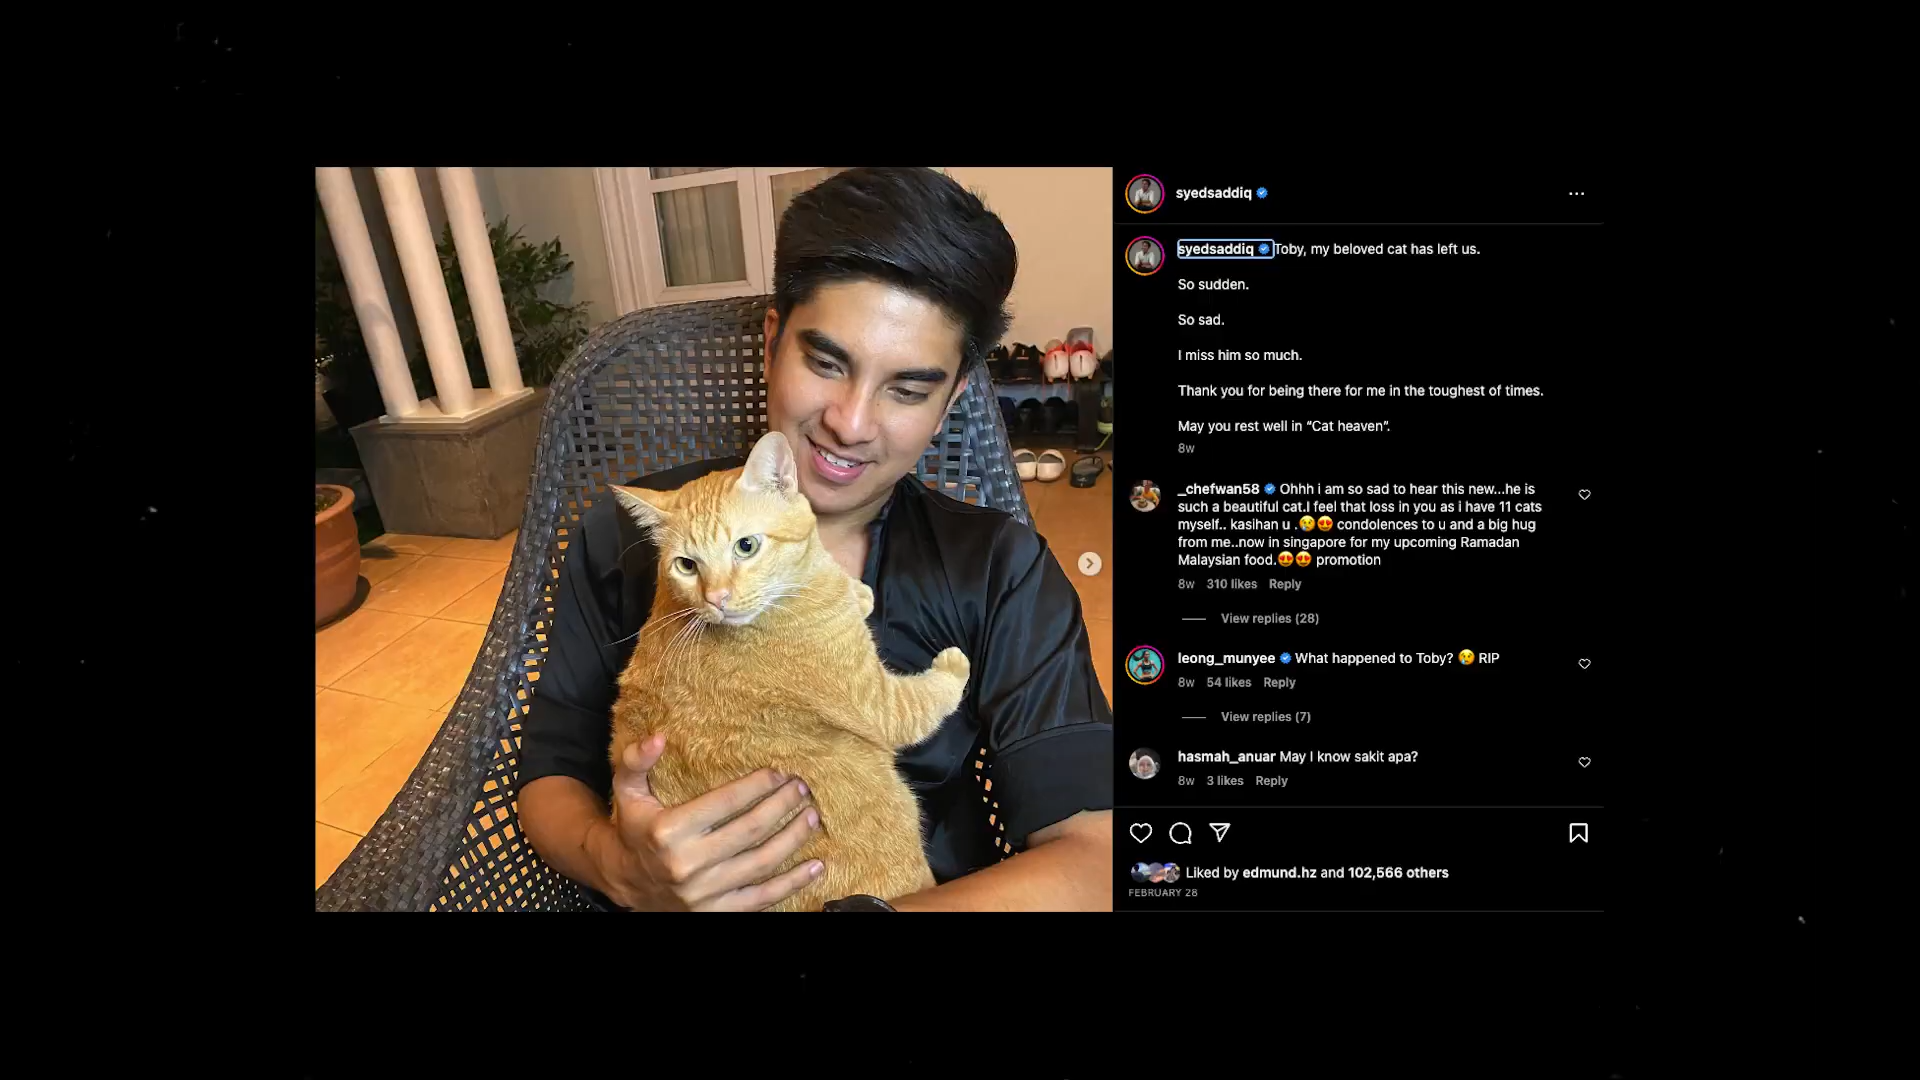 syedsaddiq
syedsaddiq Toby, my beloved cat has left us.
So sudden.
So sad.
I miss him so much.
Thank you for being there for me in the toughest of times.
May you rest well in “Cat heaven”.
8w
_chefwan58 Ohhh i am so sad to hear this new...he is
such a beautiful cat.I feel that loss in you as i have 11 cats
myself.. kasihan u .😢😍 condolences to u and a big hug
from me..now in singapore for my upcoming Ramadan
Malaysian food.😍😍 promotion
8w 310 likes Reply
View replies (28)
leong_munyee What happened to Toby? 😢 RIP
8w 54 likes Reply
View replies (7)
hasmah_anuar May I know sakit apa?
8w 3 likes Reply
Liked by edmund.hz and 102,566 others
FEBRUARY 28